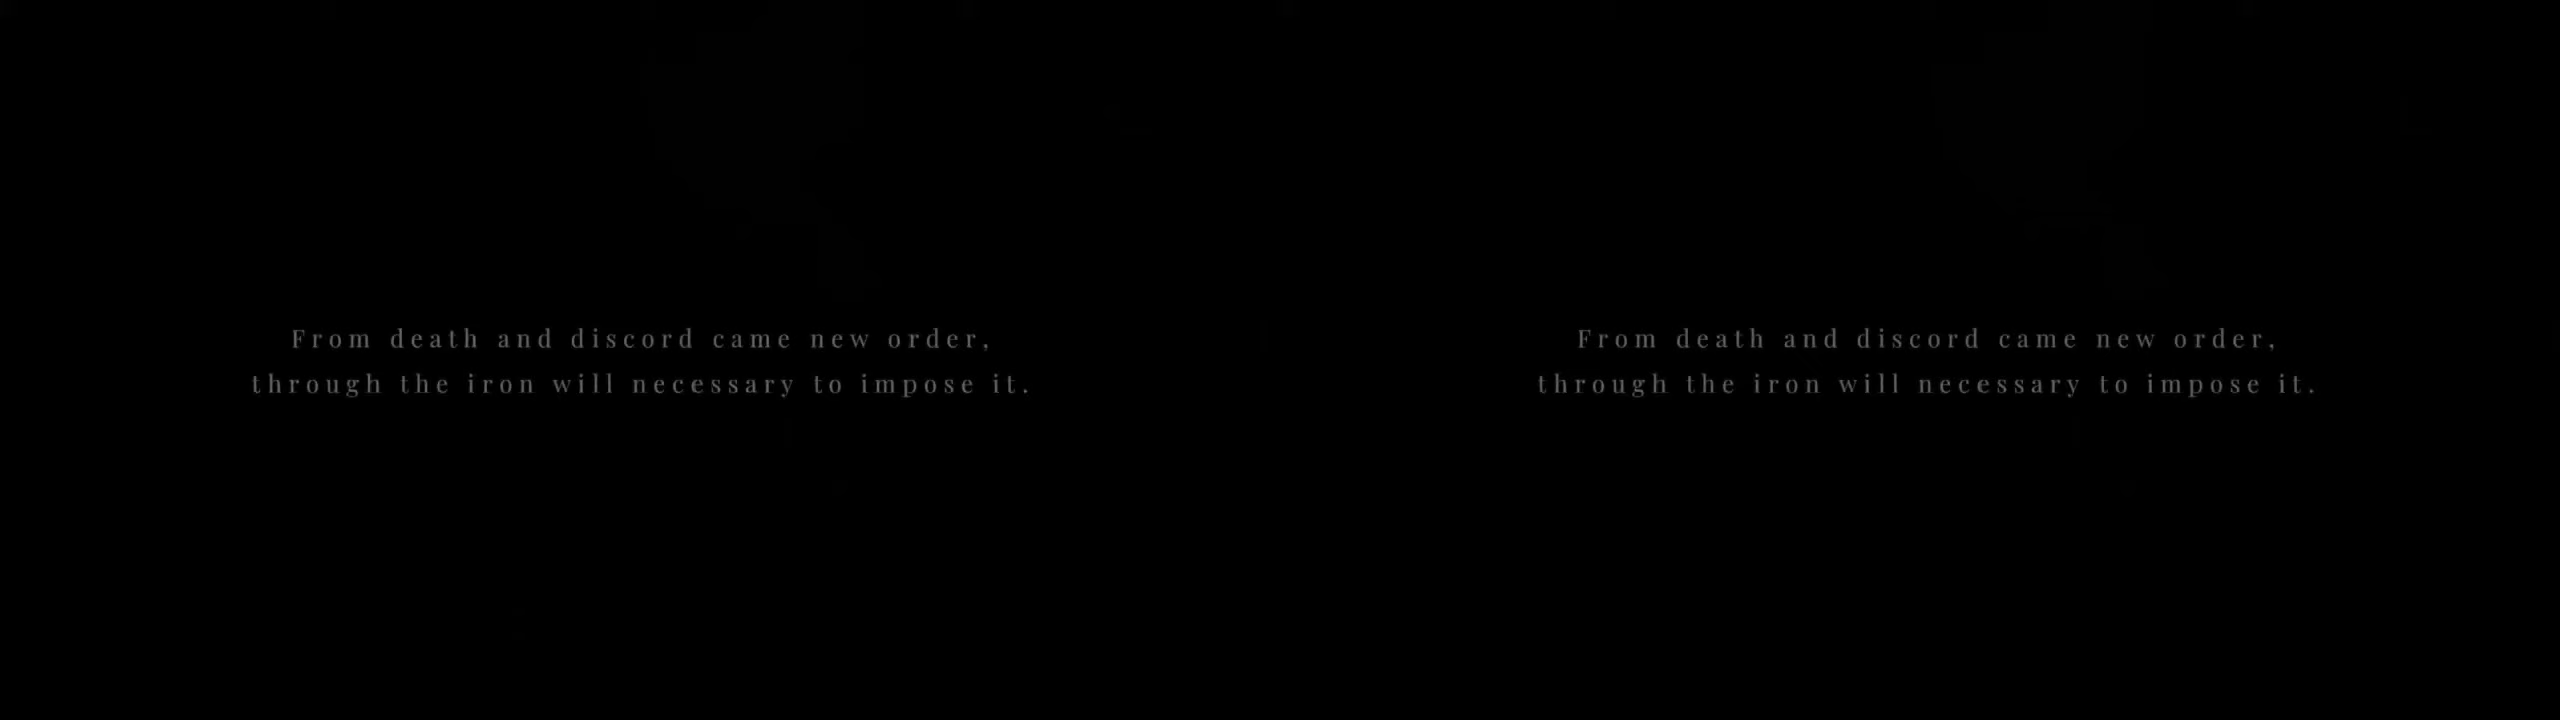 From death and discord came new order,
through the iron will necessary to impose it.
From death and discord came new order,
through the iron will necessary to impose it.